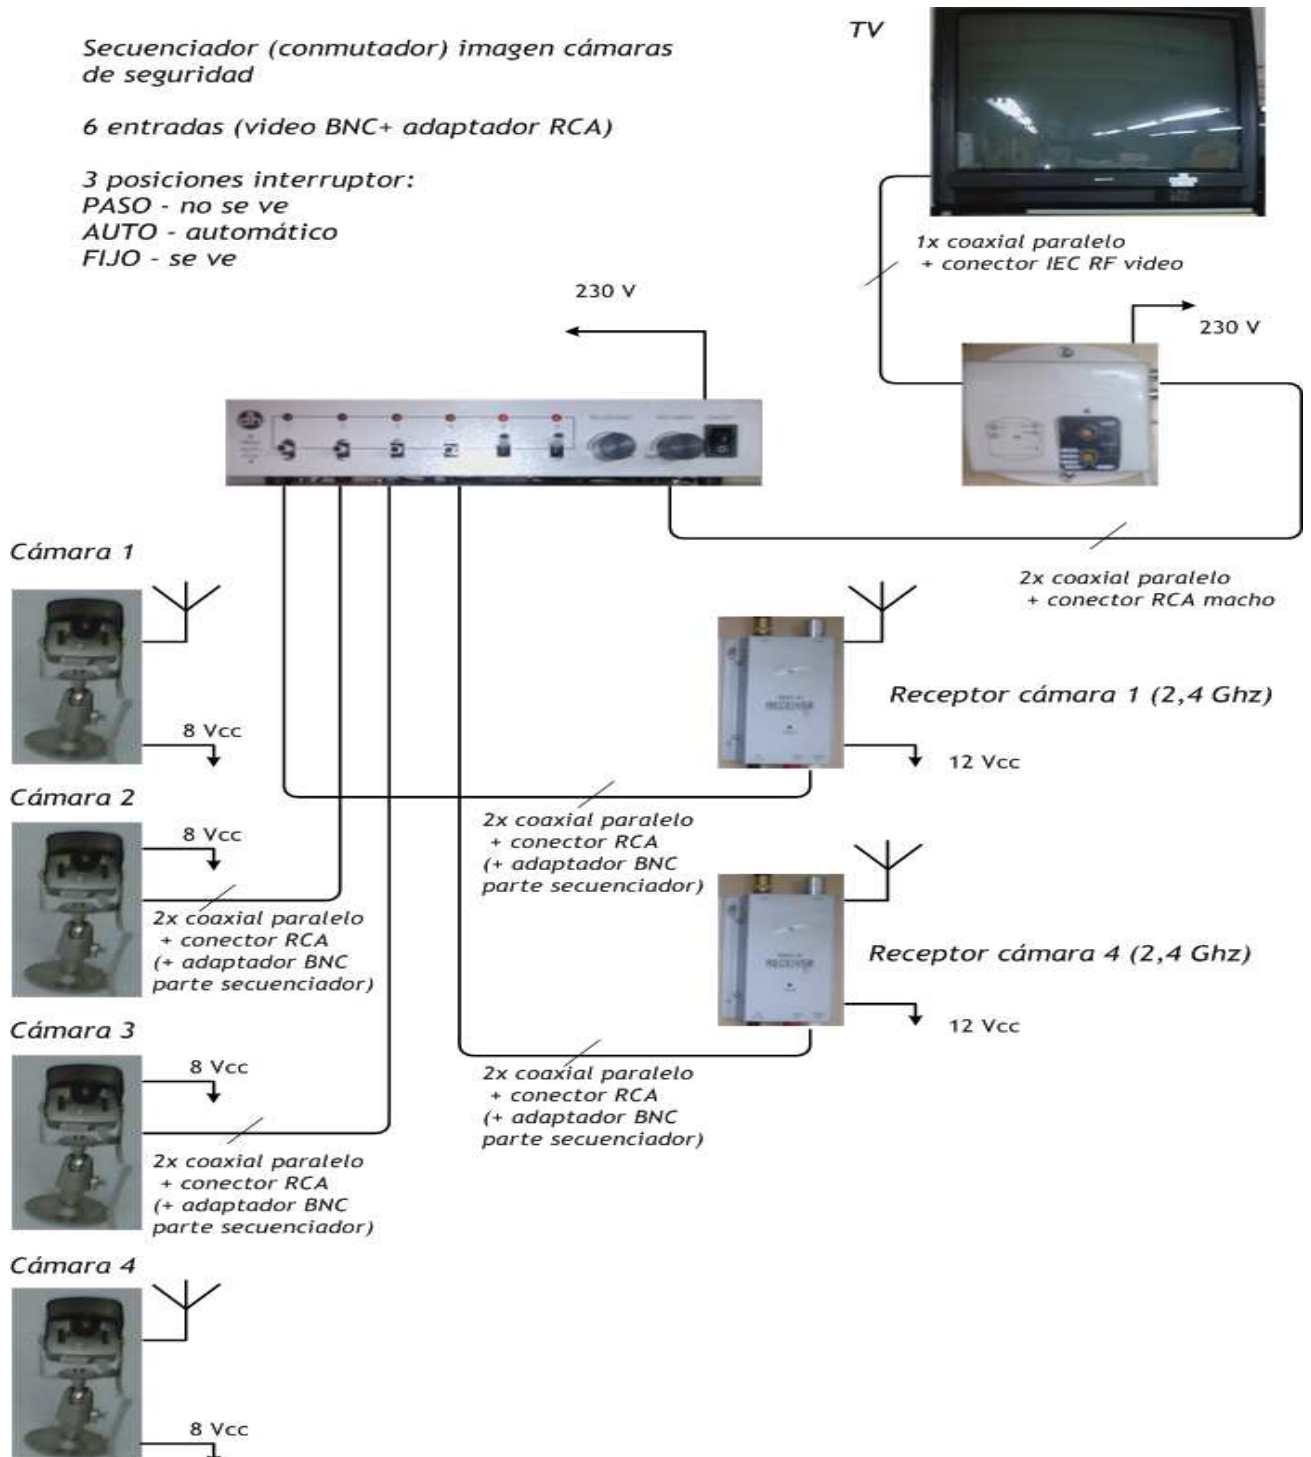 Secuenciador (conmutador) imagen cámaras
de seguridad
6 entradas (video BNC+ adaptador RCA)
3 posiciones interruptor:
PASO - no se ve
AUTO - automático
FIJO - se ve
TV
1x coaxial paralelo
+ conector IEC RF video
230 V
230 V
2x coaxial paralelo
+ conector RCA macho
Cámara 1
8 Vcc
Receptor cámara 1 (2,4 Ghz)
RECEIVER
12 Vcc
2x coaxial paralelo
+ conector RCA
(+ adaptador BNC
parte secuenciador)
Cámara 2
8 Vcc
2x coaxial paralelo
+ conector RCA
(+ adaptador BNC
parte secuenciador)
Receptor cámara 4 (2,4 Ghz)
RECEIVER
12 Vcc
2x coaxial paralelo
+ conector RCA
(+ adaptador BNC
parte secuenciador)
Cámara 3
8 Vcc
2x coaxial paralelo
+ conector RCA
(+ adaptador BNC
parte secuenciador)
Cámara 4
8 Vcc